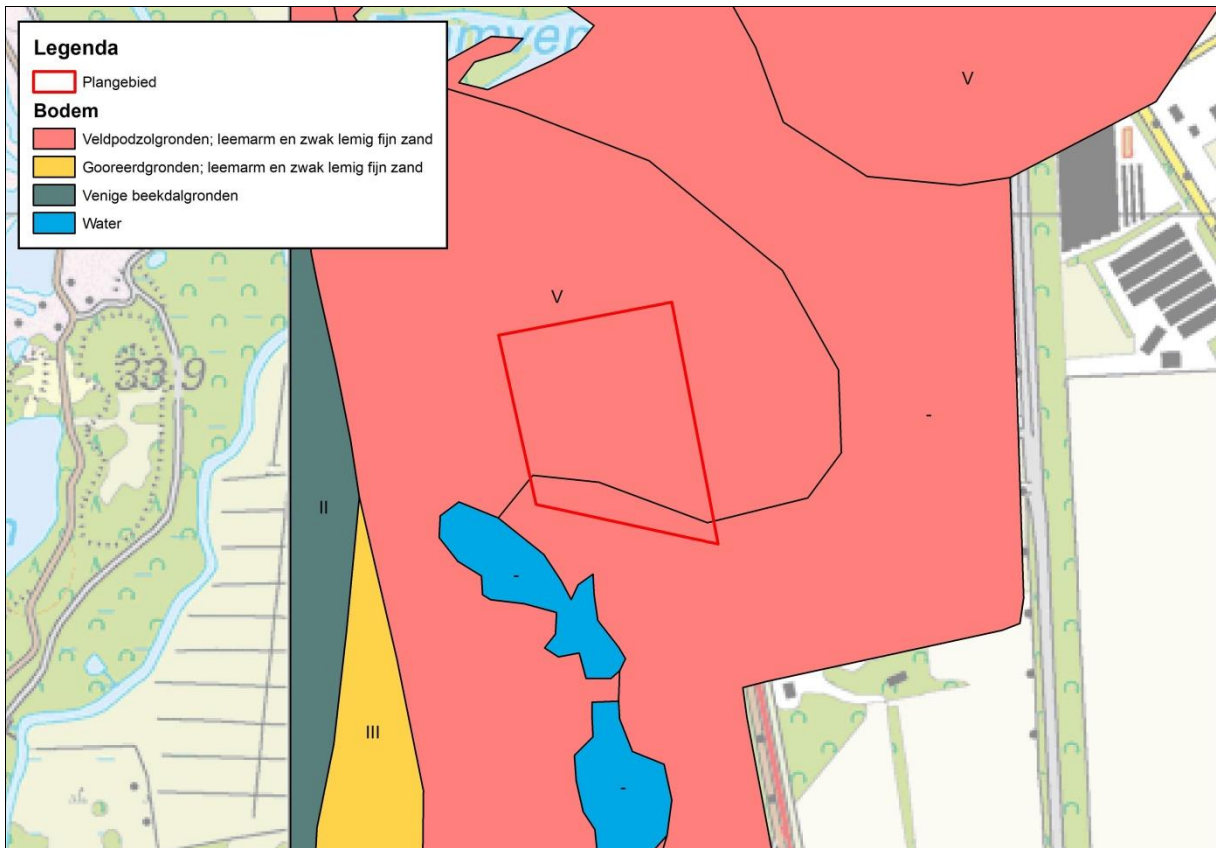 Legenda
Plangebied
Bodem
Veldpodzolgronden; leemarm en zwak lemig fijn zand
Gooreerdgronden; leemarm en zwak lemig fijn zand
Venige beekdalgronden
Water
V
V
33.9
-
II
-
III
-